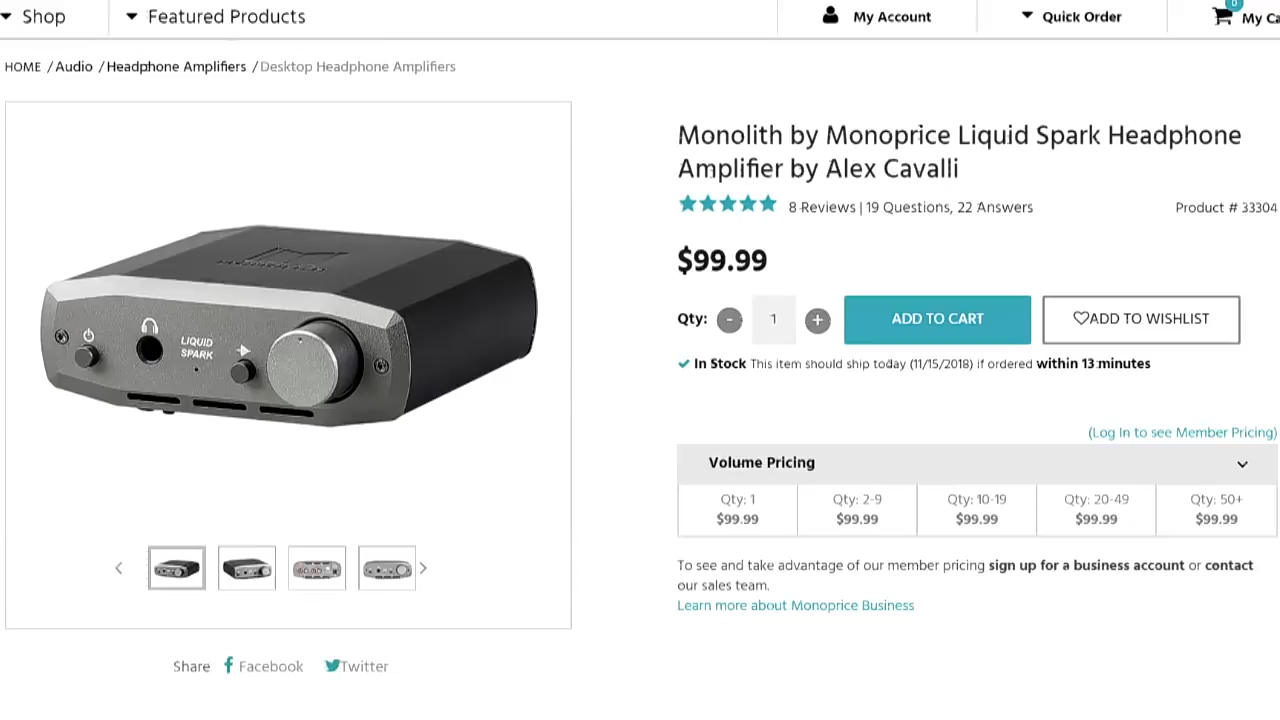 Shop
Featured Products
My Account
Quick Order
0
My Ca
HOME / Audio / Headphone Amplifiers / Desktop Headphone Amplifiers
Monolith by Monoprice Liquid Spark Headphone
Amplifier by Alex Cavalli
8 Reviews | 19 Questions, 22 Answers
Product # 33304
$99.99
Qty: - 1 +
ADD TO CART
ADD TO WISHLIST
In Stock This item should ship today (11/15/2018) if ordered within 13 minutes
LIQUID
SPARK
(Log In to see Member Pricing)
Volume Pricing
Qty: 1 Qty: 2-9 Qty: 10-19 Qty: 20-49 Qty: 50+
$99.99 $99.99 $99.99 $99.99 $99.99
To see and take advantage of our member pricing sign up for a business account or contact
our sales team.
Learn more about Monoprice Business
Share Facebook Twitter